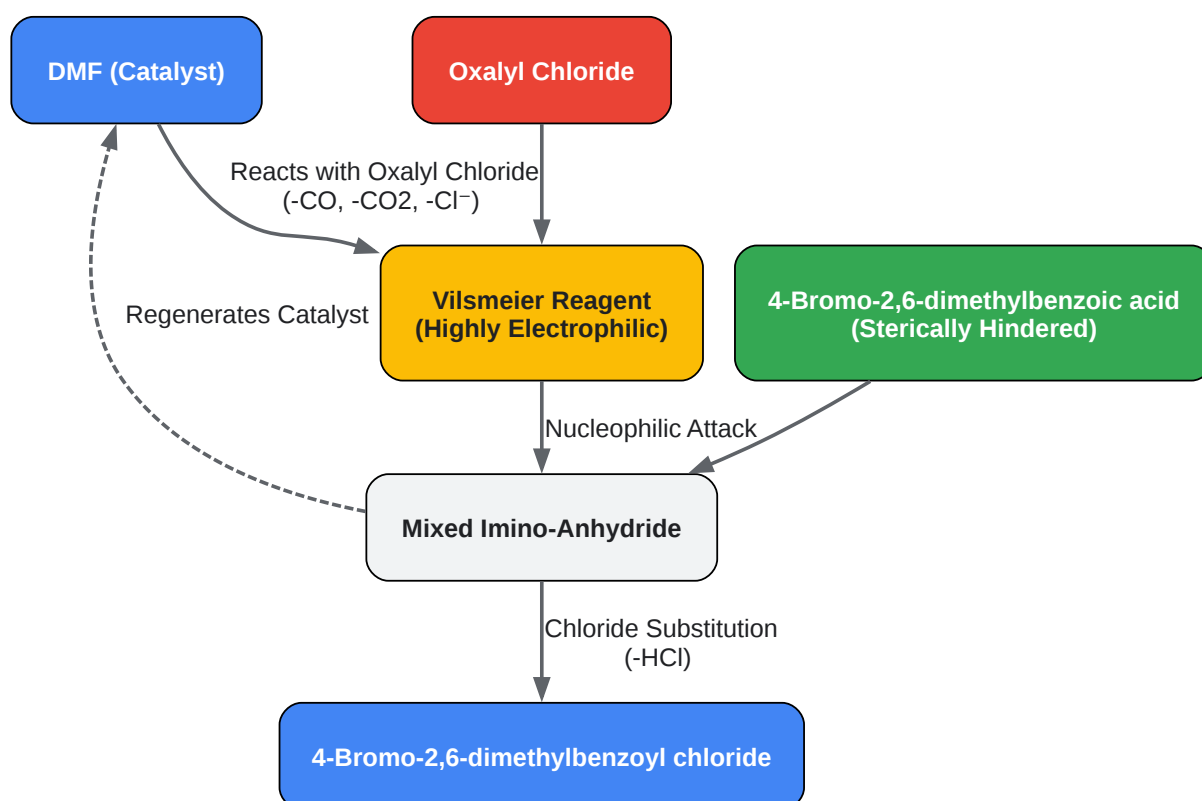 DMF (Catalyst)
Oxalyl Chloride
Reacts with Oxalyl Chloride
(-CO, -CO2, -Cl⁻)
Regenerates Catalyst
Vilsmeier Reagent
(Highly Electrophilic)
4-Bromo-2,6-dimethylbenzoic acid
(Sterically Hindered)
Nucleophilic Attack
Mixed Imino-Anhydride
Chloride Substitution
(-HCl)
4-Bromo-2,6-dimethylbenzoyl chloride